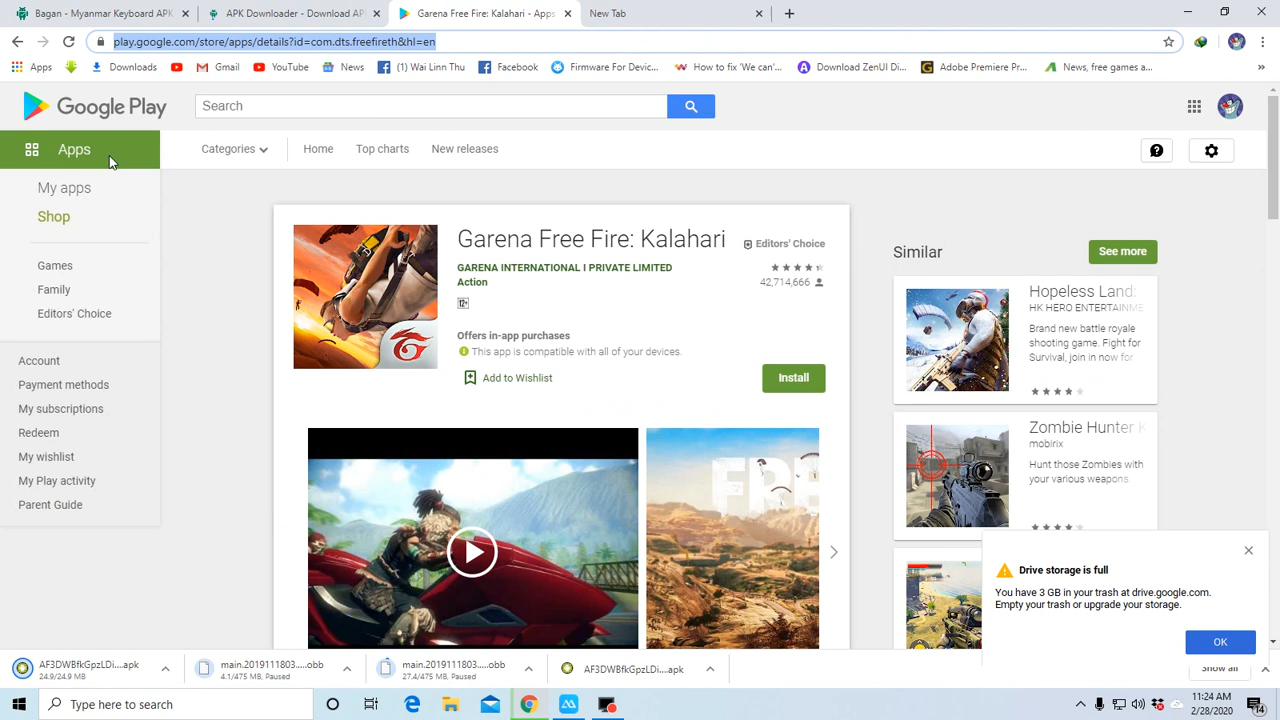 Bagan - Myanmar Keyboard APK
APK Downloader - Download APK
Garena Free Fire: Kalahari - Apps
New Tab
play.google.com/store/apps/details?id=com.dts.freefireth&hl=en
Apps
Downloads
Gmail
YouTube
News
(1) Wai Linn Thu
Facebook
Firmware For Devic...
How to fix 'We can'...
Download ZenUI Di...
Adobe Premiere Pr...
News, free games a...
»
Google Play
Search
Apps
Categories
Home
Top charts
New releases
My apps
Shop
Games
Family
Editors' Choice
Account
Payment methods
My subscriptions
Redeem
My wishlist
My Play activity
Parent Guide
Garena Free Fire: Kalahari
Editors' Choice
GARENA INTERNATIONAL I PRIVATE LIMITED
Action
42,714,666
12+
Offers in-app purchases
This app is compatible with all of your devices.
Add to Wishlist
Install
FRE
Similar
See more
Hopeless Land:
HK HERO ENTERTAINME
Brand new battle royale
shooting game. Fight for
Survival, join in now for
Zombie Hunter K
mobirix
Hunt those Zombies with
your various weapons.
Drive storage is full
You have 3 GB in your trash at drive.google.com.
Empty your trash or upgrade your storage.
OK
AF3DWBfkGpzLDi....apk
24.9/24.9 MB
main.2019111803....obb
4.1/475 MB, Paused
main.2019111803....obb
27.4/475 MB, Paused
AF3DWBfkGpzLDi....apk
Show all
Type here to search
11:24 AM
2/28/2020
14